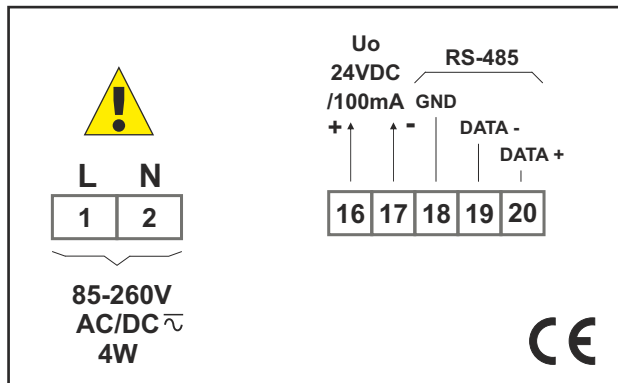 !
L N
1 2
85-260V
AC/DC
4W
Uo
24VDC
/100mA
+ -
RS-485
GND
DATA -
DATA +
16 17 18 19 20
CE